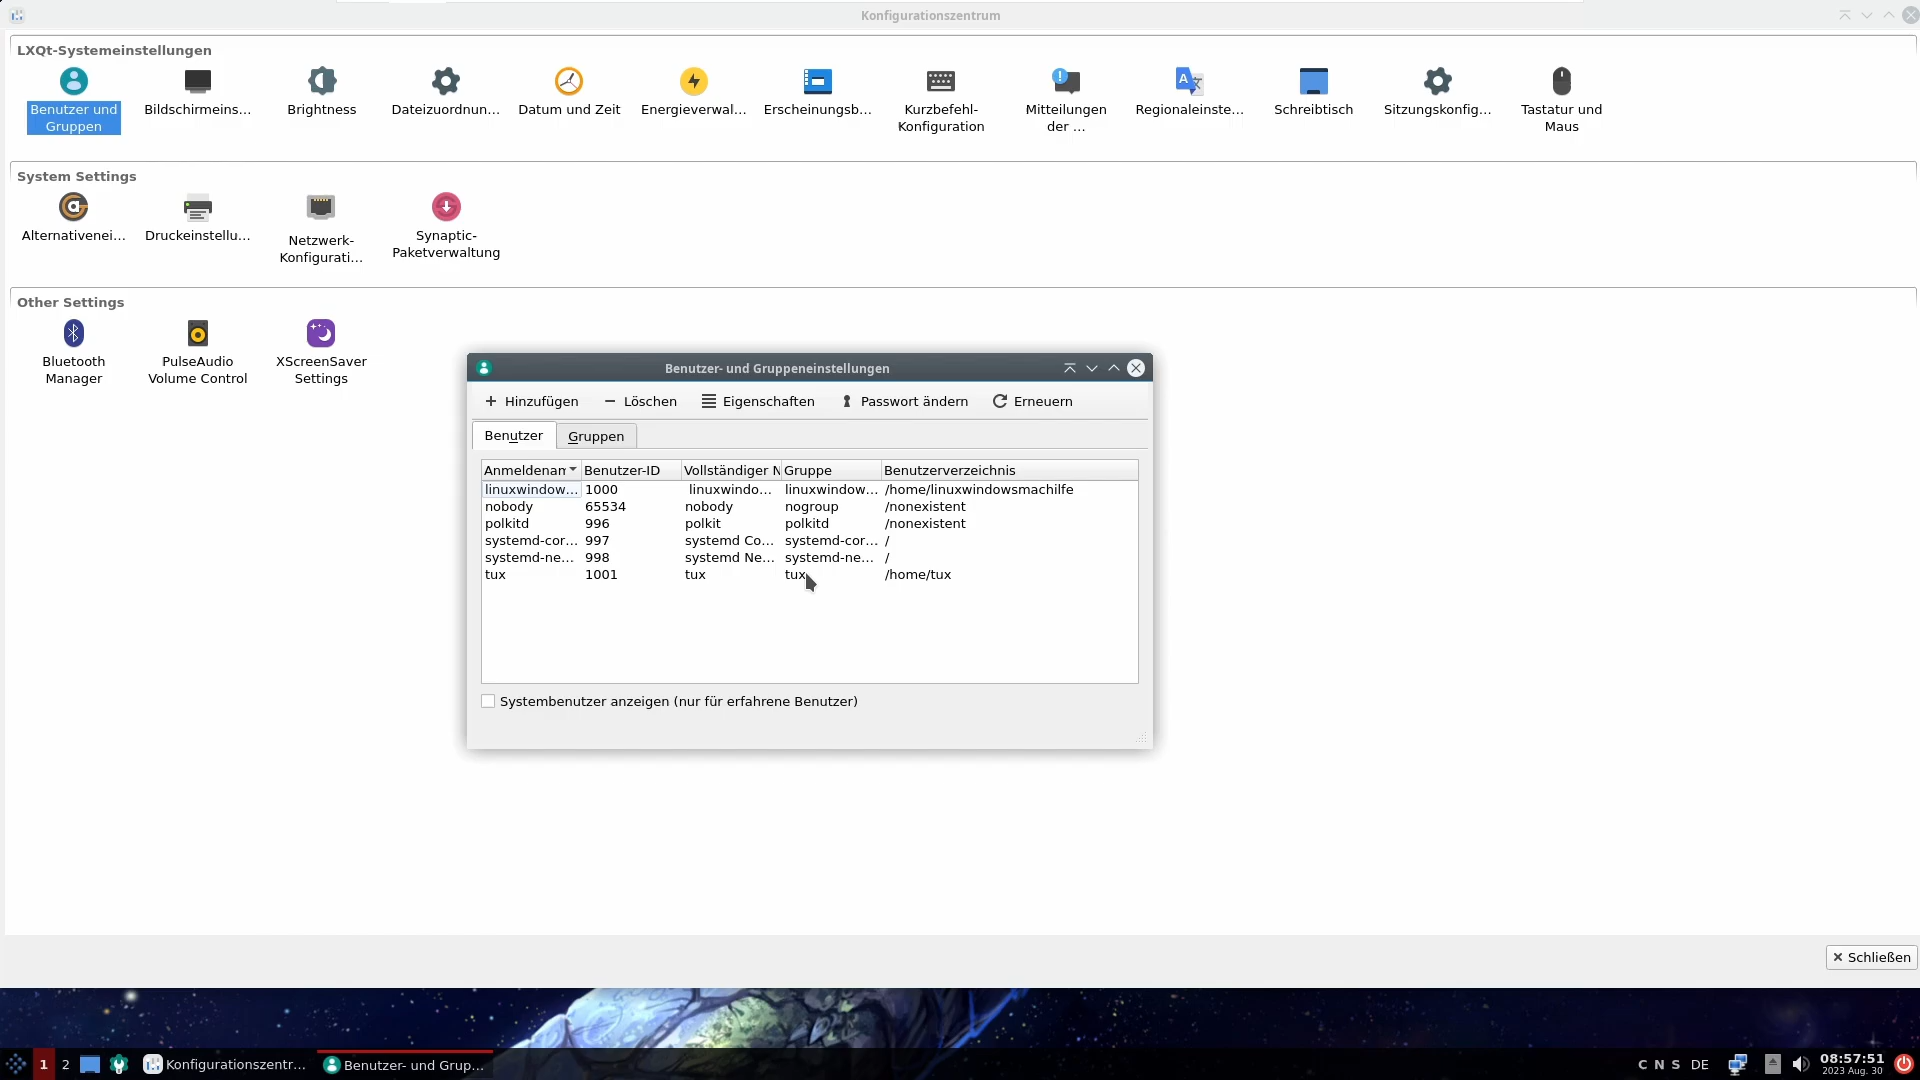 Konfigurationszentrum
LXQt-Systemeinstellungen
Benutzer und
Gruppen
Bildschirmeins...
Brightness
Dateizuordnun...
Datum und Zeit
Energieverwal...
Erscheinungsb...
Kurzbefehl-
Konfiguration
Mitteilungen
der ...
Regionaleinste...
Schreibtisch
Sitzungskonfig...
Tastatur und
Maus
System Settings
Alternativenei...
Druckeinstellu...
Netzwerk-
Konfigurati...
Synaptic-
Paketverwaltung
Other Settings
Bluetooth
Manager
PulseAudio
Volume Control
XScreenSaver
Settings
Benutzer- und Gruppeneinstellungen
Hinzufügen Löschen Eigenschaften Passwort ändern Erneuern
Benutzer Gruppen
Anmeldenam Benutzer-ID Vollständiger N Gruppe Benutzerverzeichnis
linuxwindow... 1000 linuxwindo... linuxwindow... /home/linuxwindowsmachilfe
nobody 65534 nobody nogroup /nonexistent
polkitd 996 polkit polkitd /nonexistent
systemd-cor... 997 systemd Co... systemd-cor... /
systemd-ne... 998 systemd Ne... systemd-ne... /
tux 1001 tux tux /home/tux
Systembenutzer anzeigen (nur für erfahrene Benutzer)
Schließen
1 2 Konfigurationszentr... Benutzer- und Grup... C N S DE 08:57:51
2023 Aug. 30